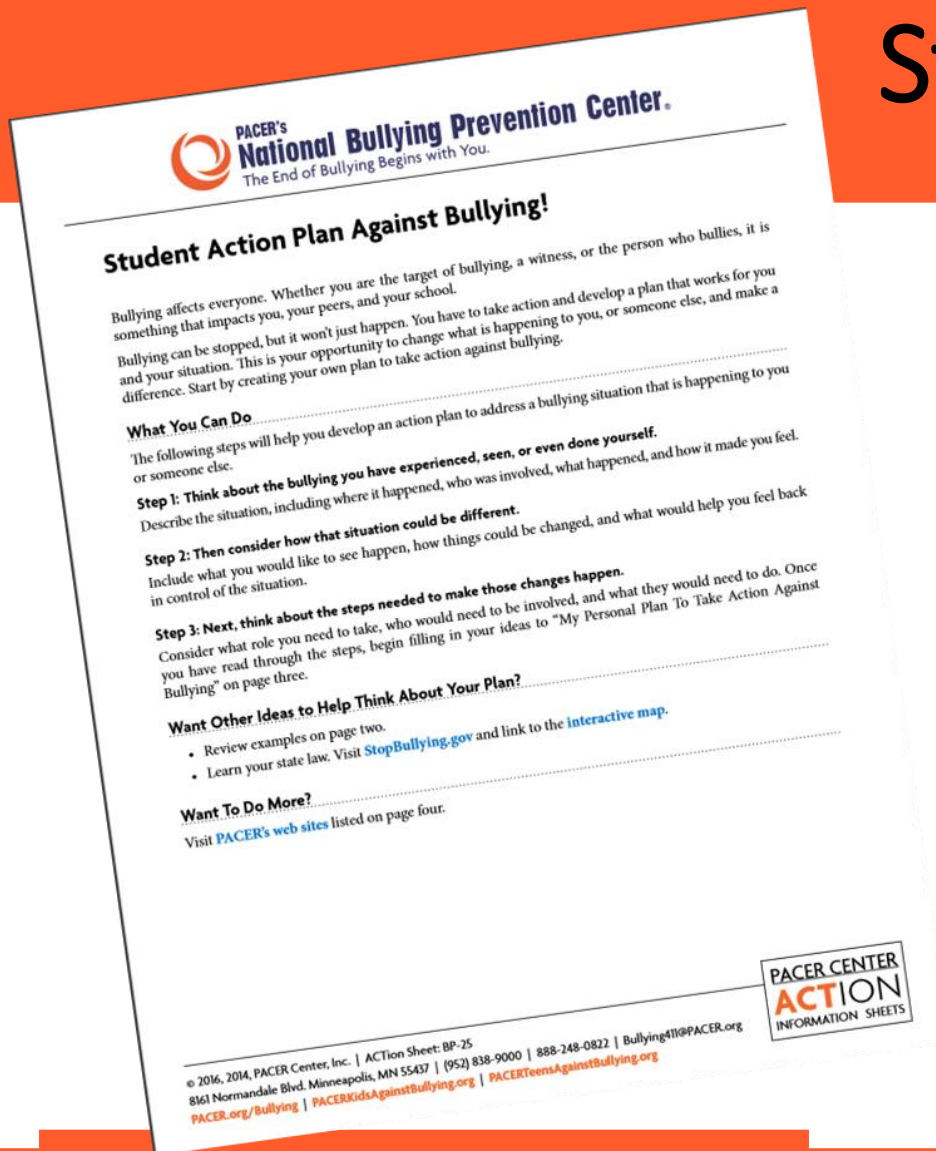 St
PACER's
National Bullying Prevention Center®
The End of Bullying Begins with You.
Student Action Plan Against Bullying!
Bullying affects everyone. Whether you are the target of bullying, a witness, or the person who bullies, it is
something that impacts you, your peers, and your school.
Bullying can be stopped, but it won't just happen. You have to take action and develop a plan that works for you
and your situation. This is your opportunity to change what is happening to you, or someone else, and make a
difference. Start by creating your own plan to take action against bullying.
What You Can Do
The following steps will help you develop an action plan to address a bullying situation that is happening to you
or someone else.
Step 1: Think about the bullying you have experienced, seen, or even done yourself.
Describe the situation, including where it happened, who was involved, what happened, and how it made you feel.
Step 2: Then consider how that situation could be different.
Include what you would like to see happen, how things could be changed, and what would help you feel back
in control of the situation.
Step 3: Next, think about the steps needed to make those changes happen.
Consider what role you need to take, who would need to be involved, and what they would need to do. Once
you have read through the steps, begin filling in your ideas to “My Personal Plan To Take Action Against
Bullying” on page three.
Want Other Ideas to Help Think About Your Plan?
• Review examples on page two.
• Learn your state law. Visit StopBullying.gov and link to the interactive map.
Want To Do More?
Visit PACER's web sites listed on page four.
PACER CENTER
ACTION
INFORMATION SHEETS
© 2016, 2014, PACER Center, Inc. | ACTion Sheet: BP-25
8161 Normandale Blvd. Minneapolis, MN 55437 | (952) 838-9000 | 888-248-0822 | Bullying411@PACER.org
PACER.org/Bullying | PACERKidsAgainstBullying.org | PACERTeensAgainstBullying.org